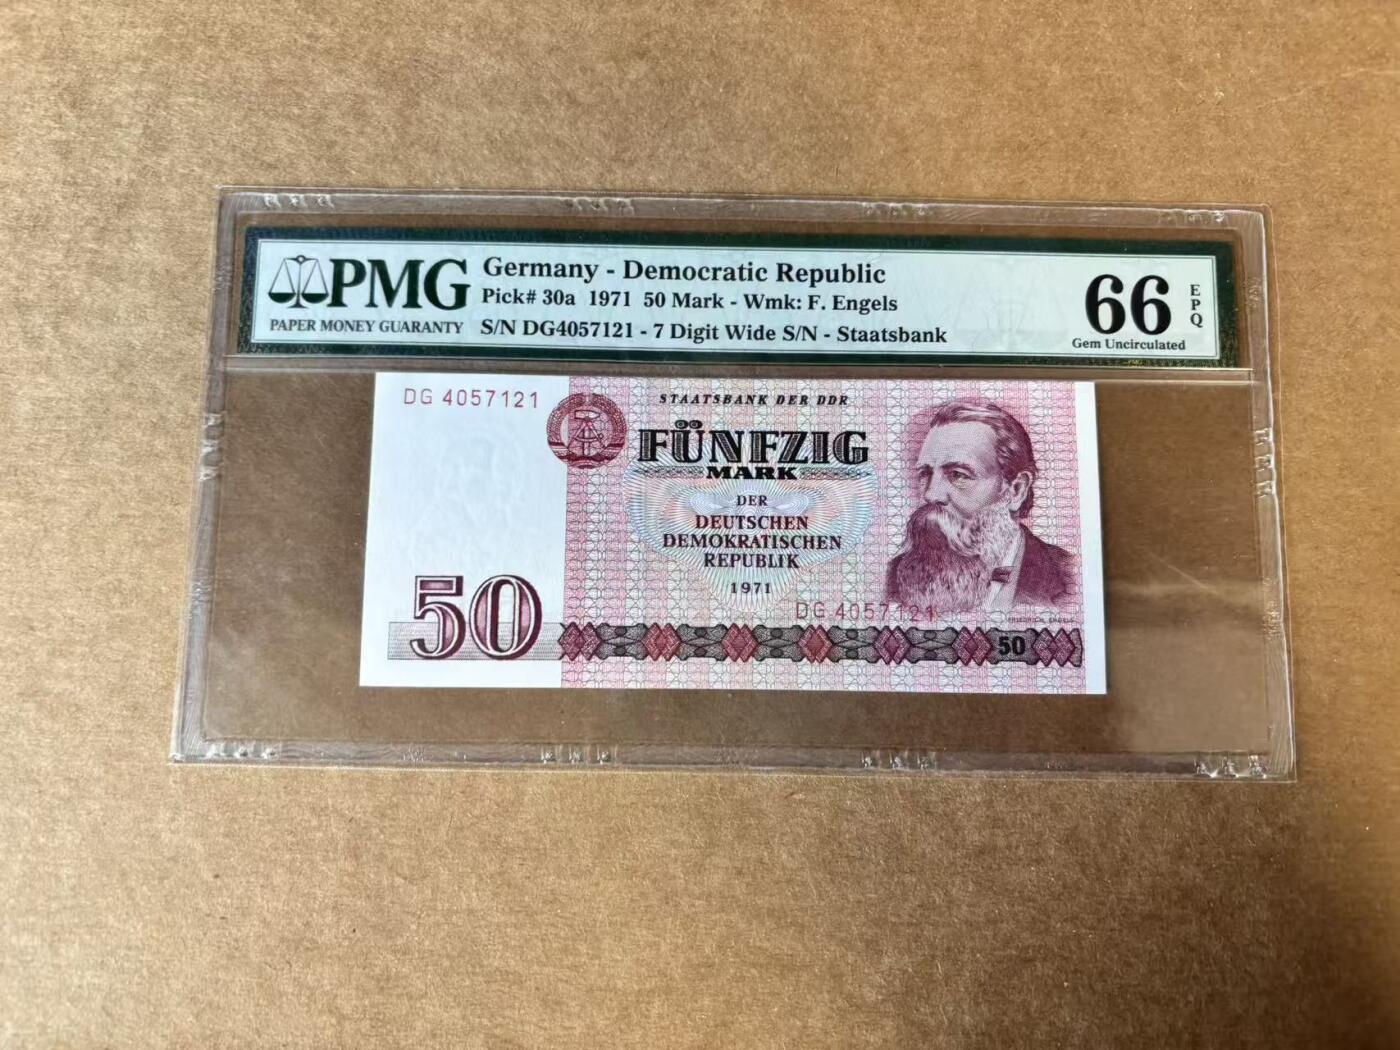 PMG
PAPER MONEY GUARANTY
Germany - Democratic Republic
Pick# 30a 1971 50 Mark - Wmk: F. Engels
S/N DG4057121 - 7 Digit Wide S/N - Staatsbank
66
EPQ
Gem Uncirculated
DG 4057121
STAATSBANK DER DDR
FÜNFZIG
MARK
DER
DEUTSCHEN
DEMOKRATISCHEN
REPUBLIK
1971
DG 4057121
FRIEDRICH ENGELS
50
50